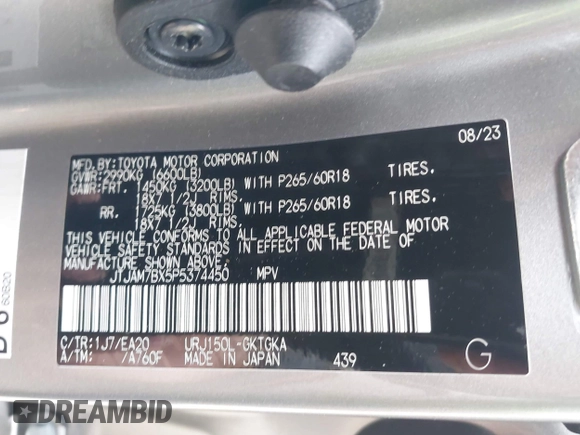 08/23
MFD.BY:TOYOTA MOTOR CORPORATION
GVWR:2990KG (6600LB)
GAWR:FRT. 1450KG (3200LB) WITH P265/60R18 TIRES.
18X7 1/2J RIMS.
RR. 1725KG (3800LB) WITH P265/60R18 TIRES.
18X7 1/2J RIMS.
THIS VEHICLE CONFORMS TO ALL APPLICABLE FEDERAL MOTOR
VEHICLE SAFETY STANDARDS IN EFFECT ON THE DATE OF
MANUFACTURE SHOWN ABOVE.
JTJAM7BX5P5374450 MPV
C/TR:1J7/EA20 URJ150L-GKTGKA
A/TM: /A760F MADE IN JAPAN 439 G
DREAMBID